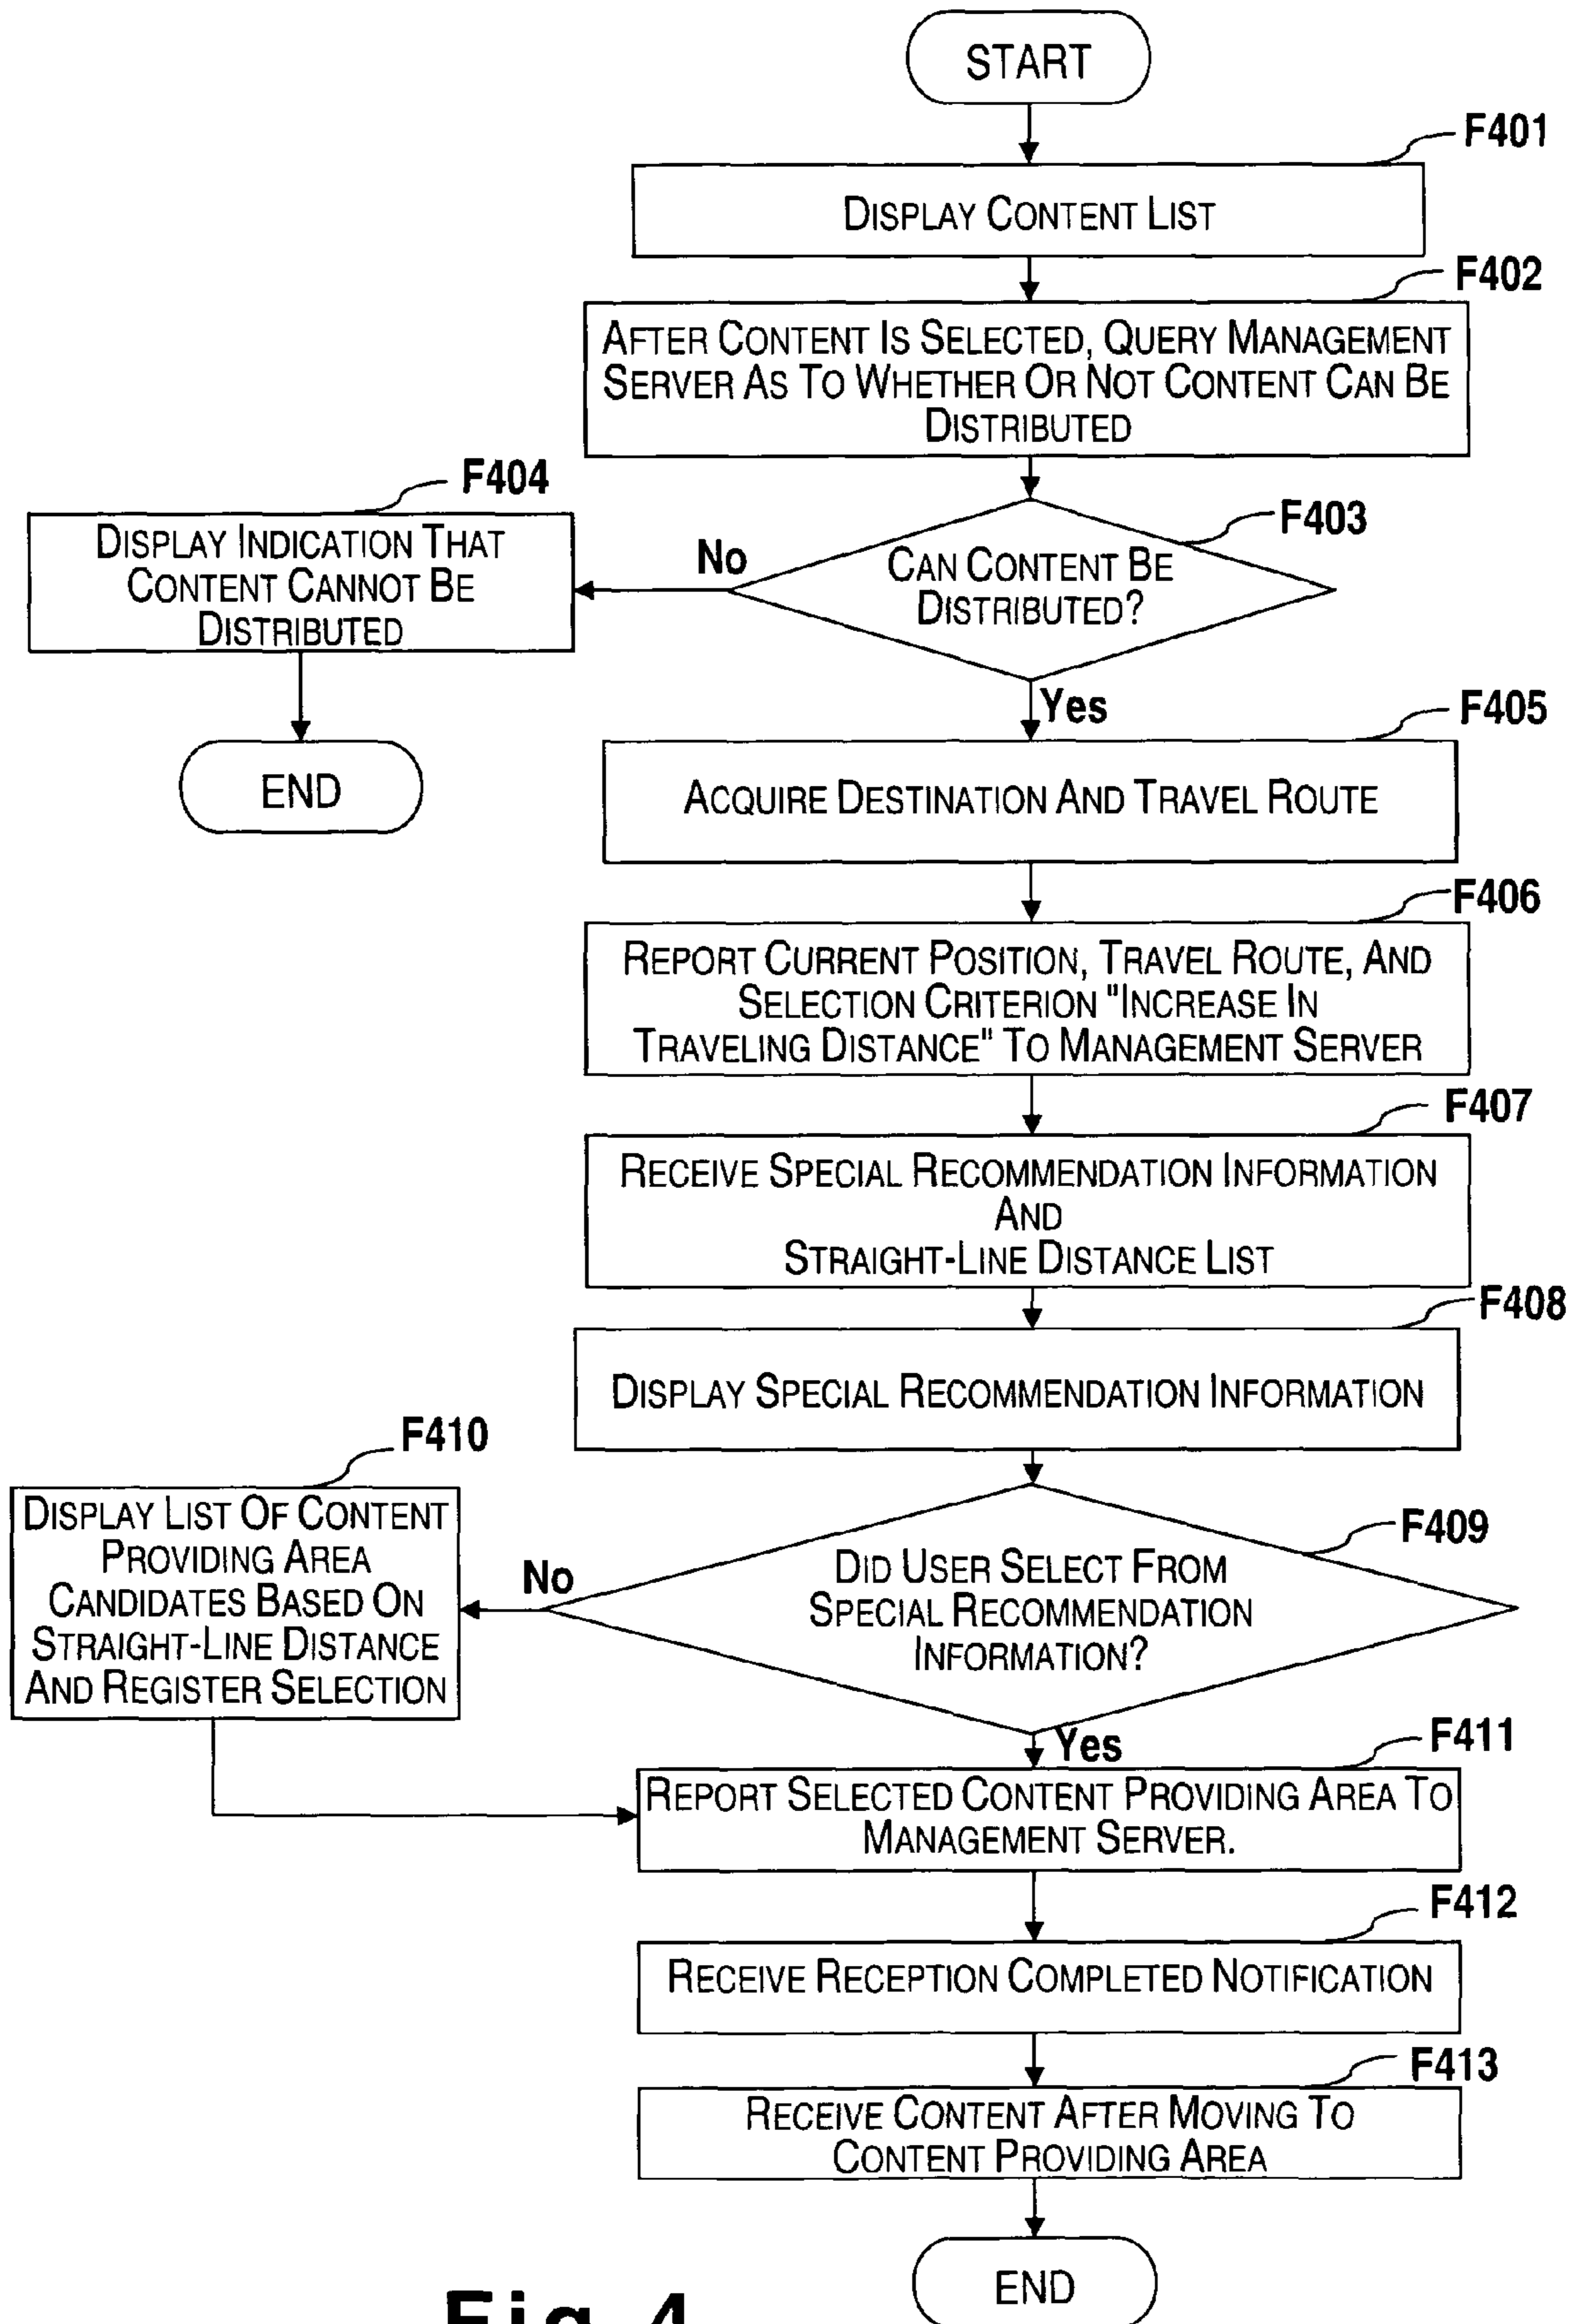 START
F401
DISPLAY CONTENT LIST
F402
AFTER CONTENT IS SELECTED, QUERY MANAGEMENT
SERVER AS TO WHETHER OR NOT CONTENT CAN BE
DISTRIBUTED
F404
DISPLAY INDICATION THAT
CONTENT CANNOT BE
DISTRIBUTED
END
No
F403
CAN CONTENT BE
DISTRIBUTED?
Yes
F405
ACQUIRE DESTINATION AND TRAVEL ROUTE
F406
REPORT CURRENT POSITION, TRAVEL ROUTE, AND
SELECTION CRITERION "INCREASE IN
TRAVELING DISTANCE" TO MANAGEMENT SERVER
F407
RECEIVE SPECIAL RECOMMENDATION INFORMATION
AND
STRAIGHT-LINE DISTANCE LIST
F408
DISPLAY SPECIAL RECOMMENDATION INFORMATION
F410
DISPLAY LIST OF CONTENT
PROVIDING AREA
CANDIDATES BASED ON
STRAIGHT-LINE DISTANCE
AND REGISTER SELECTION
No
F409
DID USER SELECT FROM
SPECIAL RECOMMENDATION
INFORMATION?
Yes
F411
REPORT SELECTED CONTENT PROVIDING AREA TO
MANAGEMENT SERVER.
F412
RECEIVE RECEPTION COMPLETED NOTIFICATION
F413
RECEIVE CONTENT AFTER MOVING TO
CONTENT PROVIDING AREA
END
Fig. 4